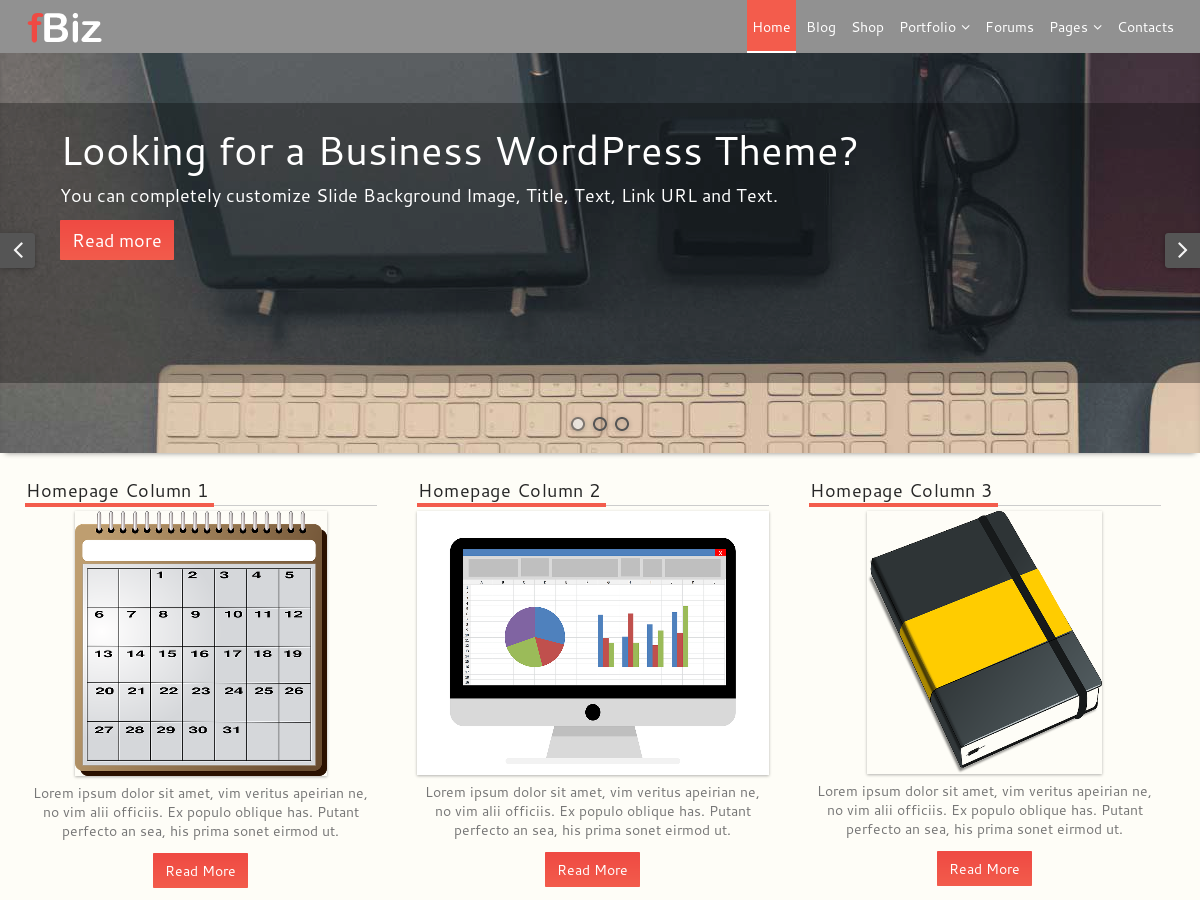 fBiz
Home Blog Shop Portfolio Forums Pages Contacts
Looking for a Business WordPress Theme?
You can completely customize Slide Background Image, Title, Text, Link URL and Text.
Read more
Homepage Column 1
1 2 3 4 5
6 7 8 9 10 11 12
13 14 15 16 17 18 19
20 21 22 23 24 25 26
27 28 29 30 31
Lorem ipsum dolor sit amet, vim veritus apeirian ne,
no vim alii officiis. Ex populo oblique has. Putant
perfecto an sea, his prima sonet eirmod ut.
Read More
Homepage Column 2
X
Lorem ipsum dolor sit amet, vim veritus apeirian ne,
no vim alii officiis. Ex populo oblique has. Putant
perfecto an sea, his prima sonet eirmod ut.
Read More
Homepage Column 3
Lorem ipsum dolor sit amet, vim veritus apeirian ne,
no vim alii officiis. Ex populo oblique has. Putant
perfecto an sea, his prima sonet eirmod ut.
Read More